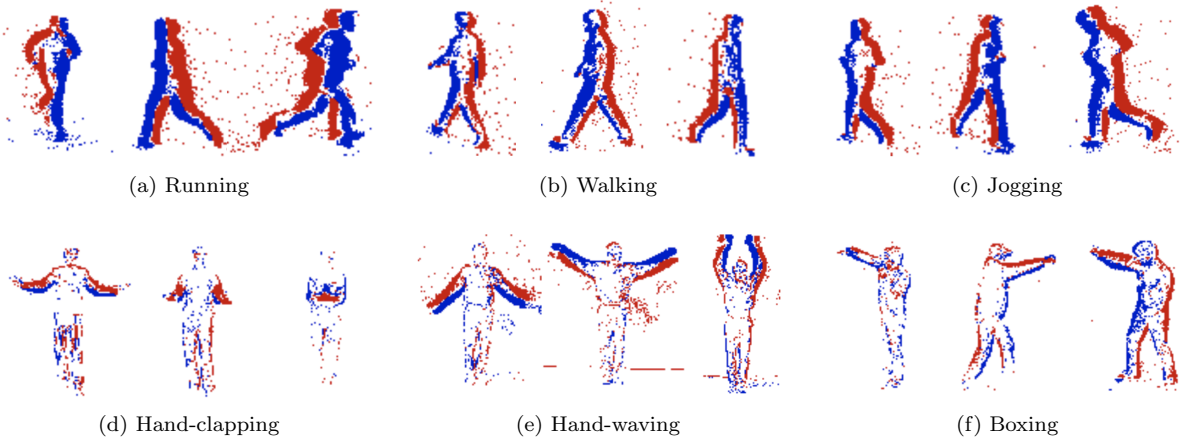 (a) Running
(b) Walking
(c) Jogging
(d) Hand-clapping
(e) Hand-waving
(f) Boxing